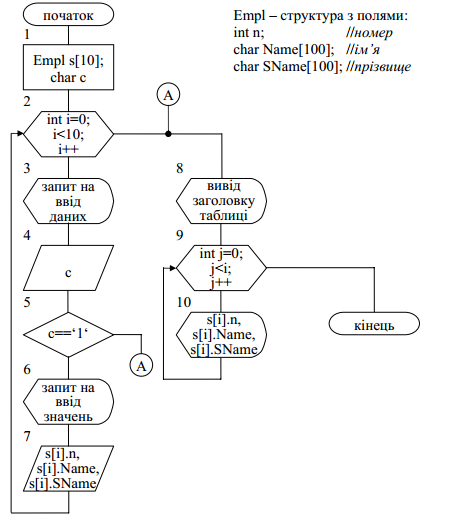 початок
Empl – структура з полями:
int n; //номер
char Name[100]; //ім’я
char SName[100]; //прізвище
1
Empl s[10];
char c
2
int i=0;
i<10;
i++
A
3
запит на
ввід
даних
4
c
5
c==‘1‘
A
6
запит на
ввід
значень
7
s[i].n,
s[i].Name,
s[i].SName
8
вивід
заголовку
таблиці
9
int j=0;
j<i;
j++
10
s[i].n,
s[i].Name,
s[i].SName
кінець